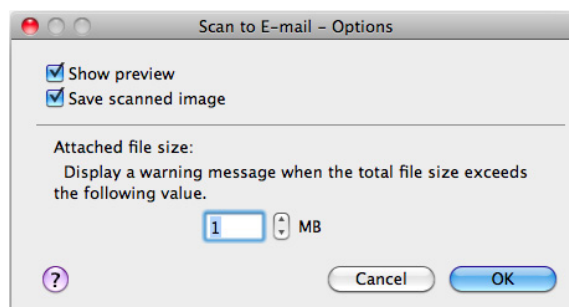 Scan to E-mail – Options
Show preview
Save scanned image
Attached file size:
Display a warning message when the total file size exceeds
the following value.
1 MB
?
Cancel OK